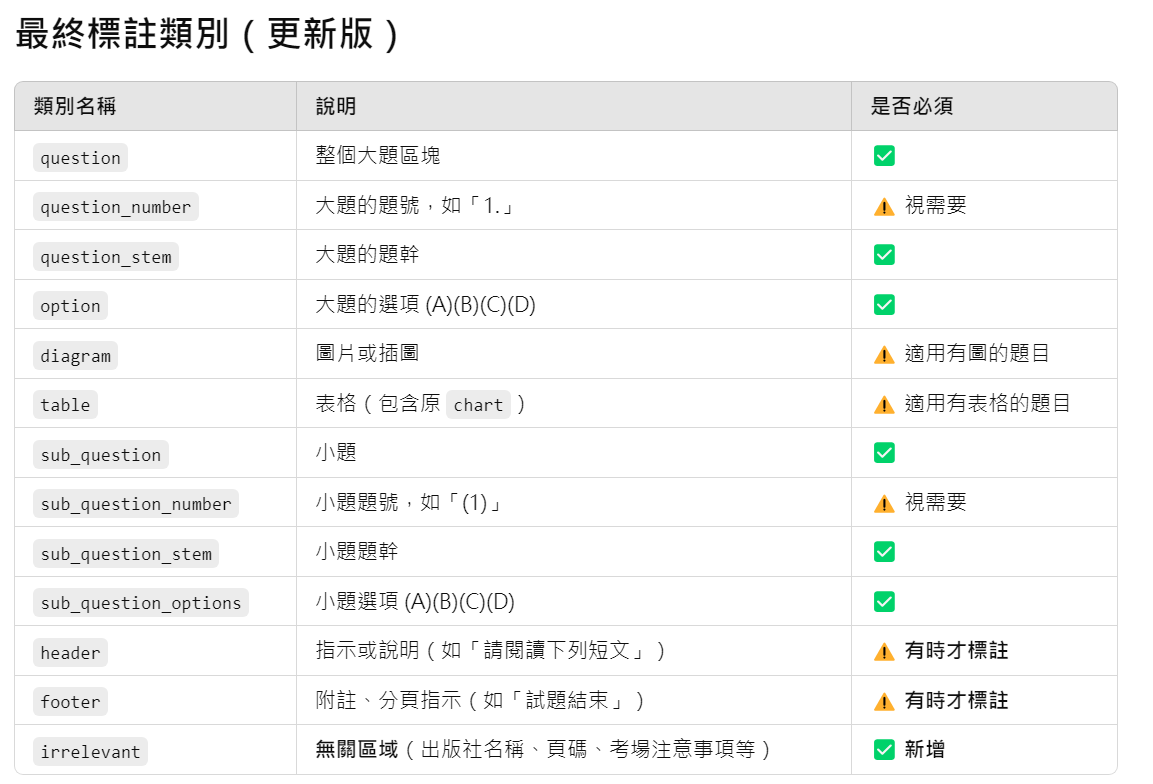 最終標註類別（更新版）
類別名稱 說明 是否必須
question 整個大題區塊 ✅
question_number 大題的題號，如「1.」 ⚠️ 視需要
question_stem 大題的題幹 ✅
option 大題的選項 (A)(B)(C)(D) ✅
diagram 圖片或插圖 ⚠️ 適用有圖的題目
table 表格（包含原 chart ） ⚠️ 適用有表格的題目
sub_question 小題 ✅
sub_question_number 小題題號，如「(1)」 ⚠️ 視需要
sub_question_stem 小題題幹 ✅
sub_question_options 小題選項 (A)(B)(C)(D) ✅
header 指示或說明（如「請閱讀下列短文」） ⚠️ 有時才標註
footer 附註、分頁指示（如「試題結束」） ⚠️ 有時才標註
irrelevant 無關區域（出版社名稱、頁碼、考場注意事項等） ✅ 新增